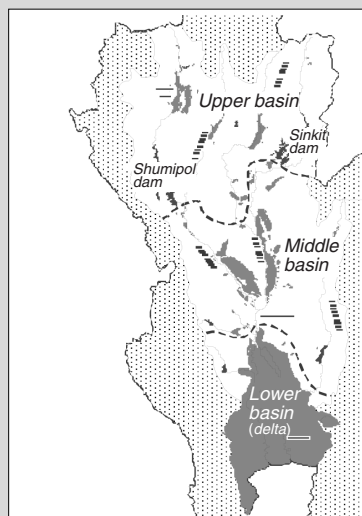 Upper basin
Sinkit
dam
Shumipol
dam
Middle
basin
Lower
basin
(delta)